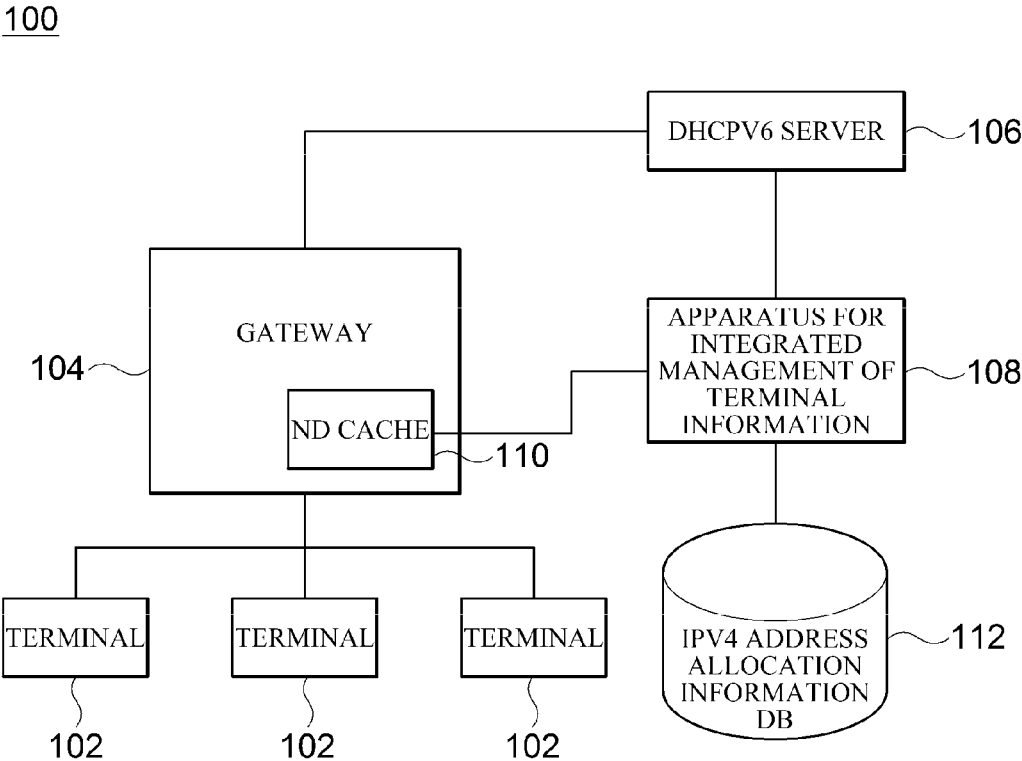 100
DHCPV6 SERVER
106
GATEWAY
104
ND CACHE
110
APPARATUS FOR
INTEGRATED
MANAGEMENT OF
TERMINAL
INFORMATION
108
TERMINAL
TERMINAL
TERMINAL
102
102
102
IPV4 ADDRESS
ALLOCATION
INFORMATION
DB
112